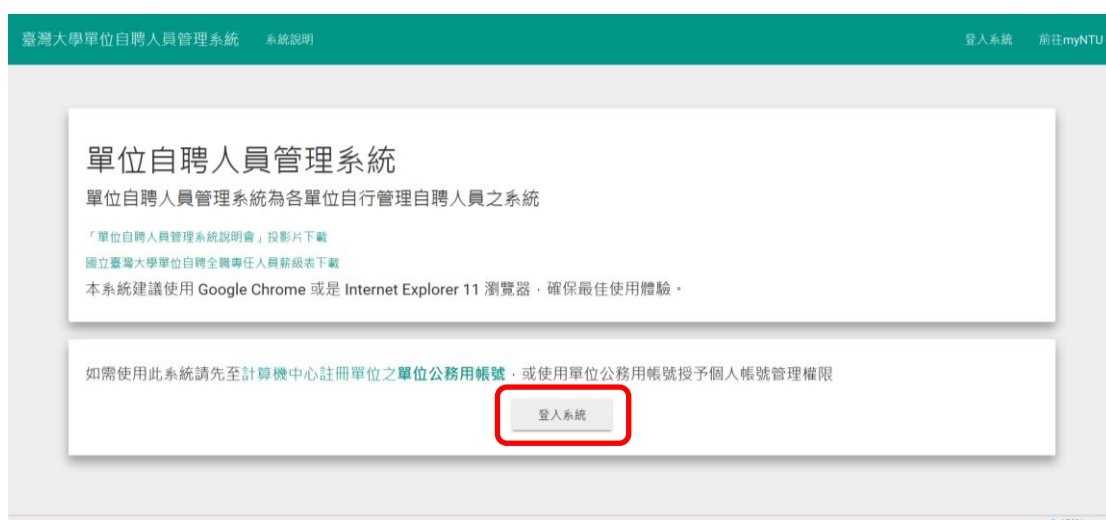 臺灣大學單位自聘人員管理系統 系統說明 登入系統 前往myNTU
單位自聘人員管理系統
單位自聘人員管理系統為各單位自行管理自聘人員之系統
「單位自聘人員管理系統說明會」投影片下載
國立臺灣大學單位自聘全職專任人員薪級表下載
本系統建議使用 Google Chrome 或是 Internet Explorer 11 瀏覽器，確保最佳使用體驗。
如需使用此系統請先至計算機中心註冊單位之單位公務用帳號，或使用單位公務用帳號授予個人帳號管理權限
登入系統